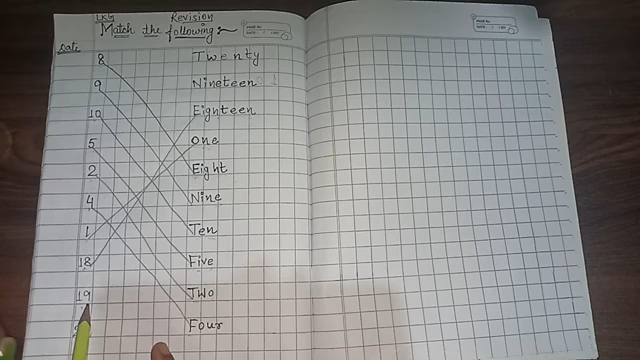 UKG Revision
Match the following:-
Date
8 Twenty
9 Nineteen
10 Eighteen
5 One
2 Eight
4 Nine
1 Ten
18 Five
19 Two
Four